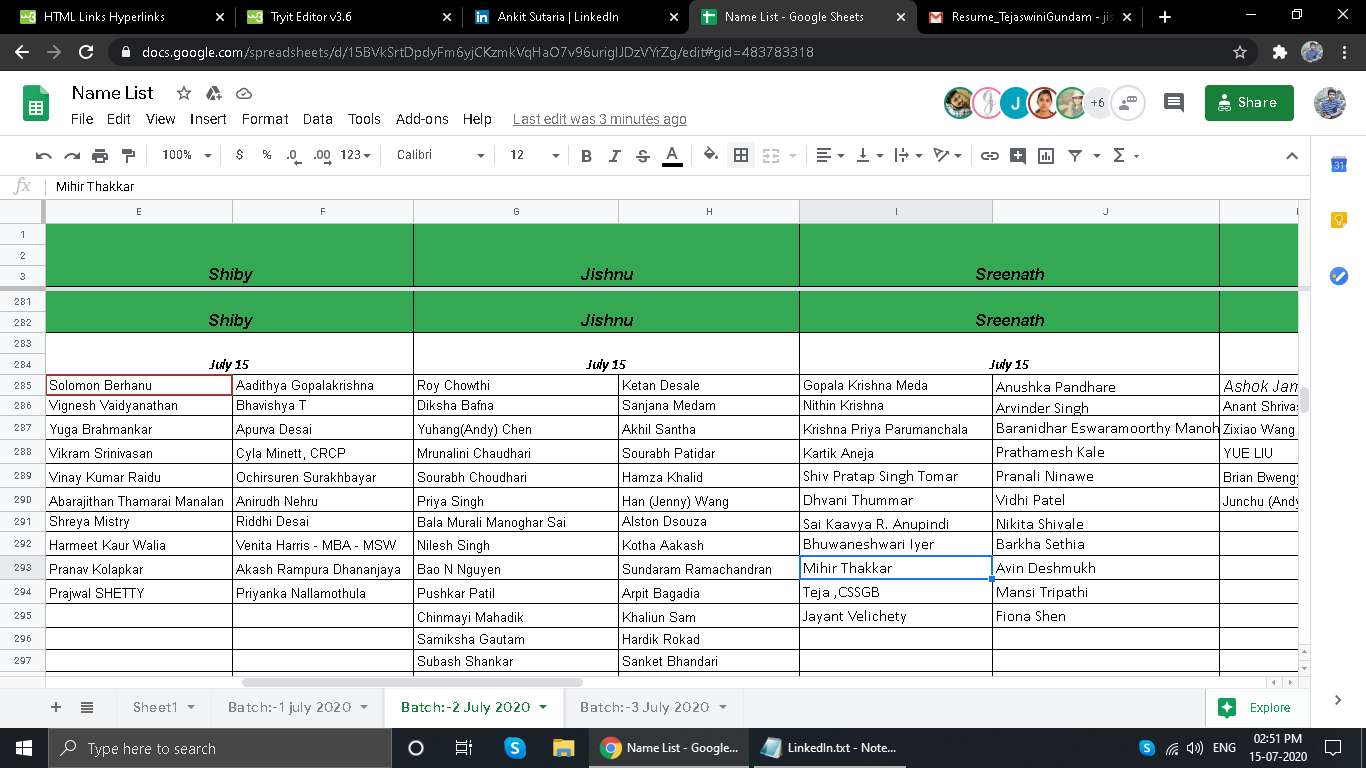 HTML Links Hyperlinks Tryit Editor v3.6 Ankit Sutaria | LinkedIn Name List - Google Sheets Resume_TejaswiniGundam - jis
docs.google.com/spreadsheets/d/
Name List
File Edit View Insert Format Data Tools Add-ons Help Last edit was 3 minutes ago
J +6 Share
100% $ % .0 .00 123 Calibri 12 B I S A
31
fx Mihir Thakkar
E F G H I J
1
2
3 Shiby Jishnu Sreenath
281
282 Shiby Jishnu Sreenath
283
284 July 15 July 15 July 15
285 Solomon Berhanu Aadithya Gopalakrishna Roy Chowthi Ketan Desale Gopala Krishna Meda Anushka Pandhare Ashok Jam
286 Vignesh Vaidyanathan Bhavishya T Diksha Bafna Sanjana Medam Nithin Krishna Arvinder Singh Anant Shrivas
287 Yuga Brahmankar Apurva Desai Yuhang(Andy) Chen Akhil Santha Krishna Priya Parumanchala Baranidhar Eswaramoorthy Manoh Zixiao Wang
288 Vikram Srinivasan Cyla Minett, CRCP Mrunalini Chaudhari Sourabh Patidar Kartik Aneja Prathamesh Kale YUE LIU
289 Vinay Kumar Raidu Ochirsuren Surakhbayar Sourabh Choudhari Hamza Khalid Shiv Pratap Singh Tomar Pranali Ninawe Brian Bweng
290 Abarajithan Thamarai Manalan Anirudh Nehru Priya Singh Han (Jenny) Wang Dhvani Thummar Vidhi Patel Junchu (Andy
291 Shreya Mistry Riddhi Desai Bala Murali Manoghar Sai Alston Dsouza Sai Kaavya R. Anupindi Nikita Shivale
292 Harmeet Kaur Walia Venita Harris - MBA - MSW Nilesh Singh Kotha Aakash Bhuwaneshwari Iyer Barkha Sethia
293 Pranav Kolapkar Akash Rampura Dhananjaya Bao N Nguyen Sundaram Ramachandran Mihir Thakkar Avin Deshmukh
294 Prajwal SHETTY Priyanka Nallamothula Pushkar Patil Arpit Bagadia Teja ,CSSGB Mansi Tripathi
295 Chinmayi Mahadik Khaliun Sam Jayant Velichety Fiona Shen
296 Samiksha Gautam Hardik Rokad
297 Subash Shankar Sanket Bhandari
Sheet1 Batch:-1 july 2020 Batch:-2 July 2020 Batch:-3 July 2020 Explore
Type here to search Name List - Google... LinkedIn.txt - Note... ENG 02:51 PM
15-07-2020